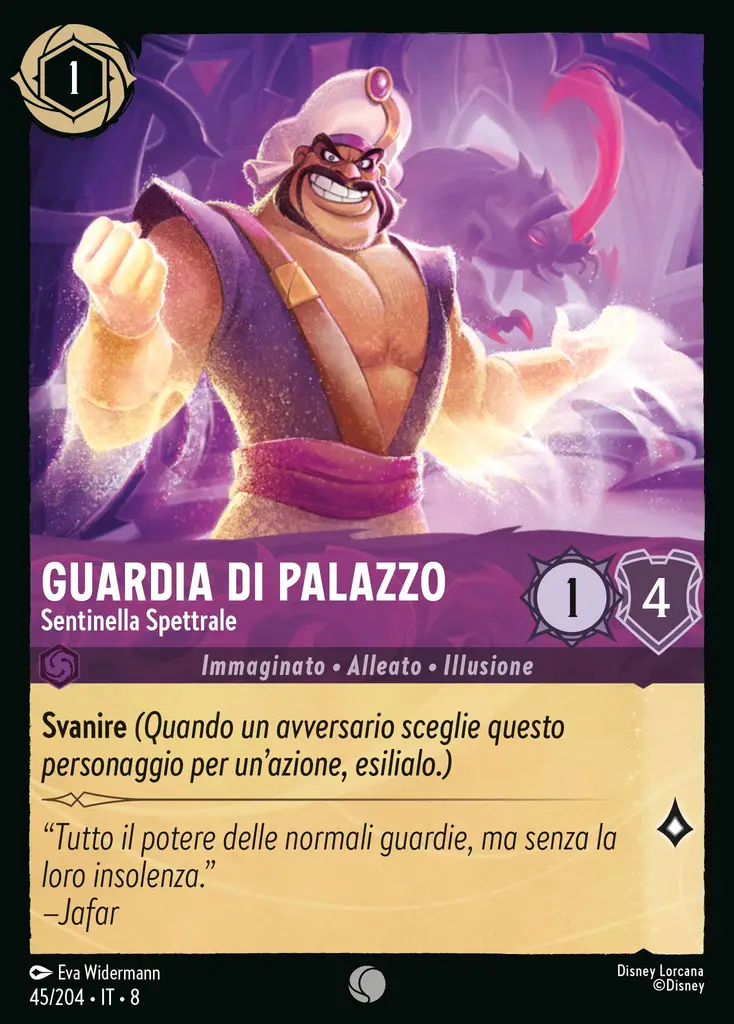 1
GUARDIA DI PALAZZO
Sentinella Spettrale
1
4
Immaginato • Alleato • Illusione
Svanire (Quando un avversario sceglie questo
personaggio per un'azione, esilialo.)
“Tutto il potere delle normali guardie, ma senza la
loro insolenza.”
–Jafar
Eva Widermann
45/204 • IT • 8
Disney Lorcana
©Disney